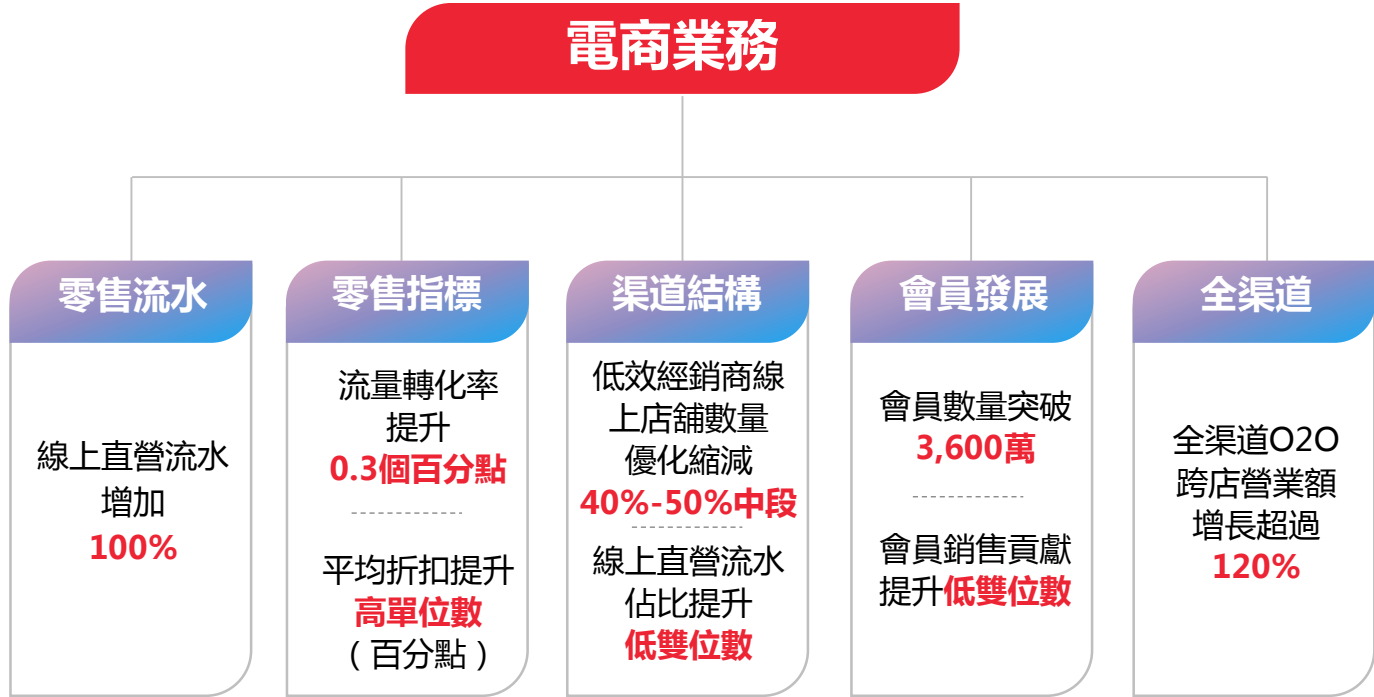 電商業務
零售流水
線上直營流水
增加
100%
零售指標
流量轉化率
提升
0.3個百分點
平均折扣提升
高單位數
（百分點）
渠道結構
低效經銷商線
上店舖數量
優化縮減
40%-50%中段
線上直營流水
佔比提升
低雙位數
會員發展
會員數量突破
3,600萬
會員銷售貢獻
提升低雙位數
全渠道
全渠道O2O
跨店營業額
增長超過
120%